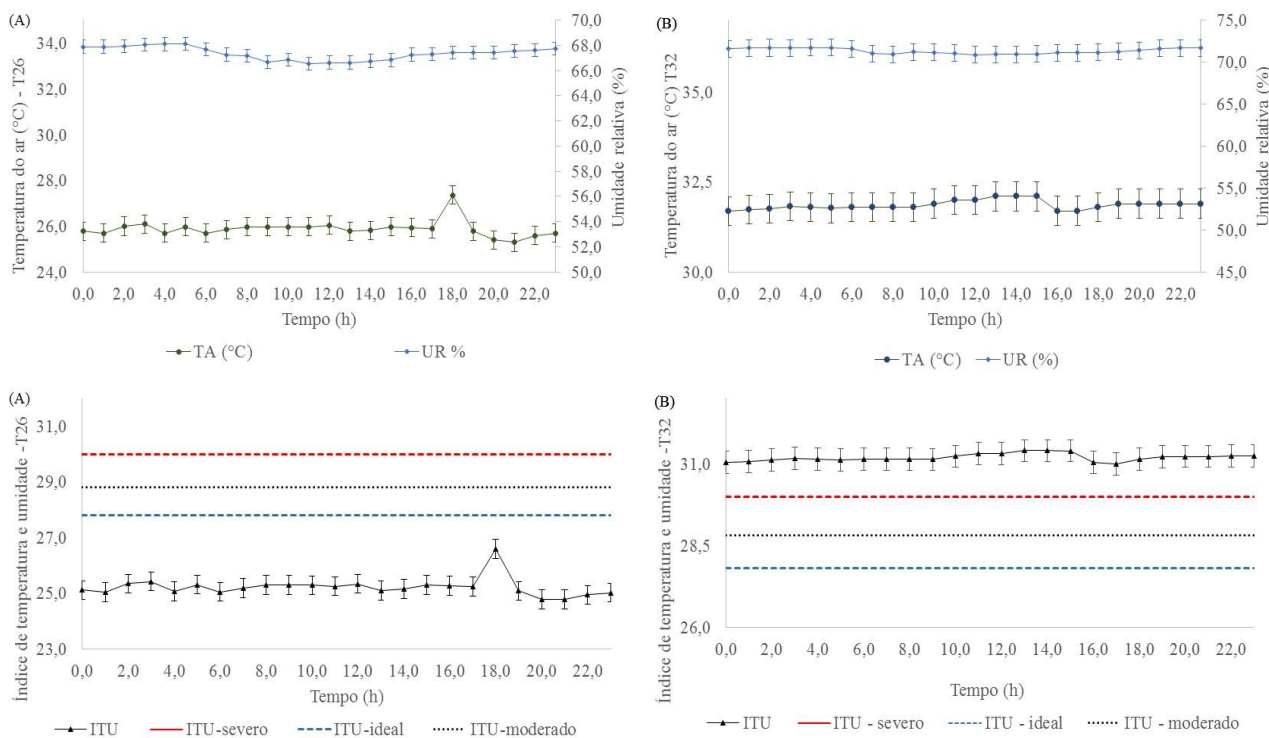 (A)
Temperatura do ar (°C) - T26
34,0
32,0
30,0
28,0
26,0
24,0
70,0
68,0
66,0
64,0
62,0
60,0
58,0
56,0
54,0
52,0
50,0
Umidade relativa (%)
0,0 2,0 4,0 6,0 8,0 10,0 12,0 14,0 16,0 18,0 20,0 22,0
Tempo (h)
TA (°C) UR %
(B)
Temperatura do ar (°C) T32
35,0
32,5
30,0
75,0
70,0
65,0
60,0
55,0
50,0
45,0
Umidade relativa (%)
0,0 2,0 4,0 6,0 8,0 10,0 12,0 14,0 16,0 18,0 20,0 22,0
Tempo (h)
TA (°C) UR (%)
(A)
Índice de temperatura e umidade -T26
31,0
29,0
27,0
25,0
23,0
0,0 2,0 4,0 6,0 8,0 10,0 12,0 14,0 16,0 18,0 20,0 22,0
Tempo (h)
ITU ITU-severo ITU-ideal ITU-moderado
(B)
Índice de temperatura e umidade -T32
31,0
28,5
26,0
0,0 2,0 4,0 6,0 8,0 10,0 12,0 14,0 16,0 18,0 20,0 22,0
Tempo (h)
ITU ITU - severo ITU - ideal ITU - moderado